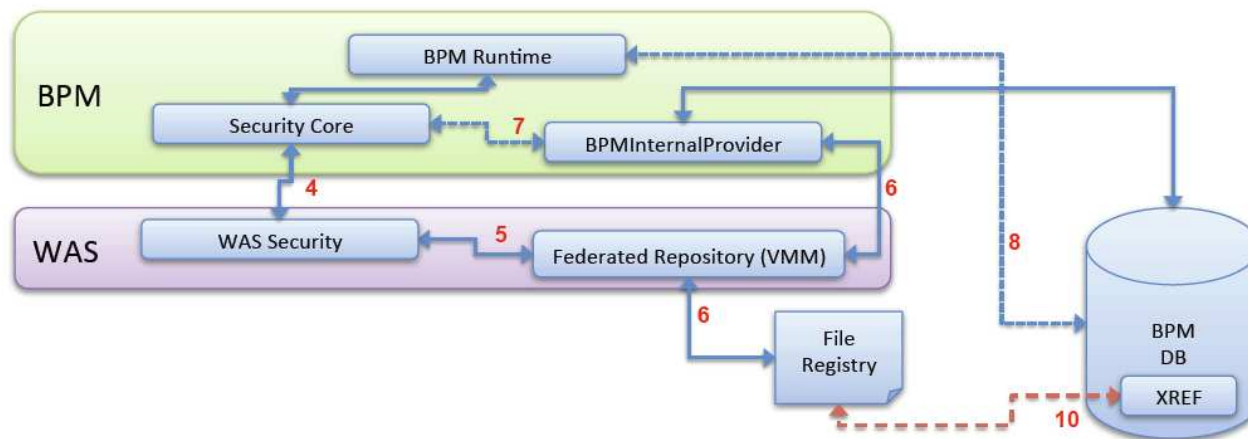 BPM Runtime
BPM
Security Core
7
BPMInternalProvider
4
6
WAS Security
5
8
WAS
Federated Repository (VMM)
6
File
Registry
BPM
DB
XREF
10